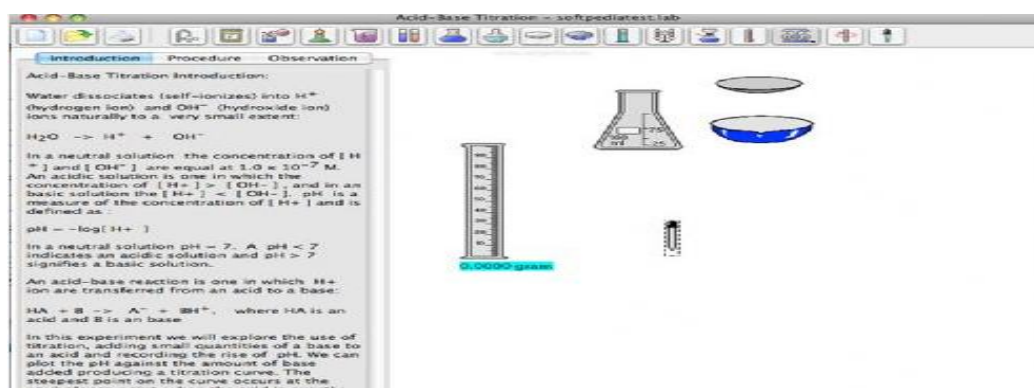 Acid-Base Titration - softpediatest.lab
Introduction Procedure Observation
Acid-Base Titration Introduction:
Water dissociates (self-ionizes) into H⁺
(hydrogen ion) and OH⁻ (hydroxide ion)
ions naturally to a very small extent:
H₂O -> H⁺ + OH⁻
In a neutral solution the concentration of [ H
⁺ ] and [ OH⁻ ] are equal at 1.0 x 10⁻⁷ M.
An acidic solution is one in which the
concentration of [ H+ ] > [ OH- ], and in an
basic solution the [ H+ ] < [ OH- ]. pH is a
measure of the concentration of [ H+ ] and is
defined as :
pH = -log[ H+ ]
In a neutral solution pH = 7. A pH < 7
indicates an acidic solution and pH > 7
signifies a basic solution.
An acid-base reaction is one in which H+
ion are transferred from an acid to a base:
HA + B -> A⁻ + BH⁺, where HA is an
acid and B is an base
In this experiment we will explore the use of
titration, adding small quantities of a base to
an acid and recording the rise of pH. We can
plot the pH against the amount of base
added producing a titration curve. The
steepest point on the curve occurs at the
75
ml 25
0.0000 gram